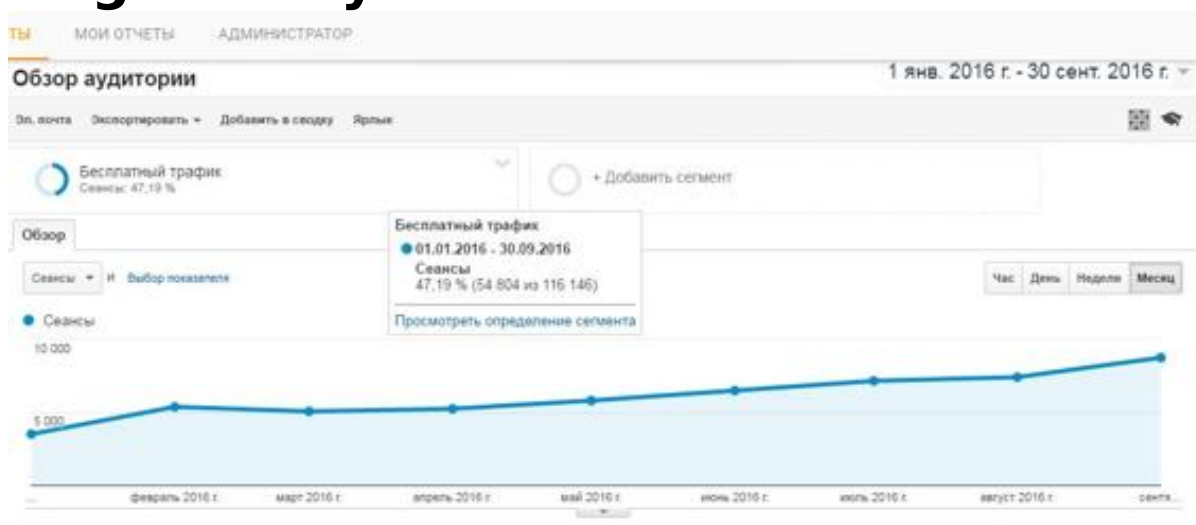 ТЫ МОИ ОТЧЕТЫ АДМИНИСТРАТОР
Обзор аудитории
1 янв. 2016 г. - 30 сент. 2016 г.
Эл. почта Экспортировать Добавить в сводку Ярлык
Бесплатный трафик
Сеансы: 47,19 %
+ Добавить сегмент
Обзор
Бесплатный трафик
01.01.2016 - 30.09.2016
Сеансы
47,19 % (54 804 из 116 146)
Просмотреть определение сегмента
Сеансы И Выбор показателя
Час День Неделя Месяц
Сеансы
10 000
5 000
... февраль 2016 г. март 2016 г. апрель 2016 г. май 2016 г. июнь 2016 г. июль 2016 г. август 2016 г. сентя...